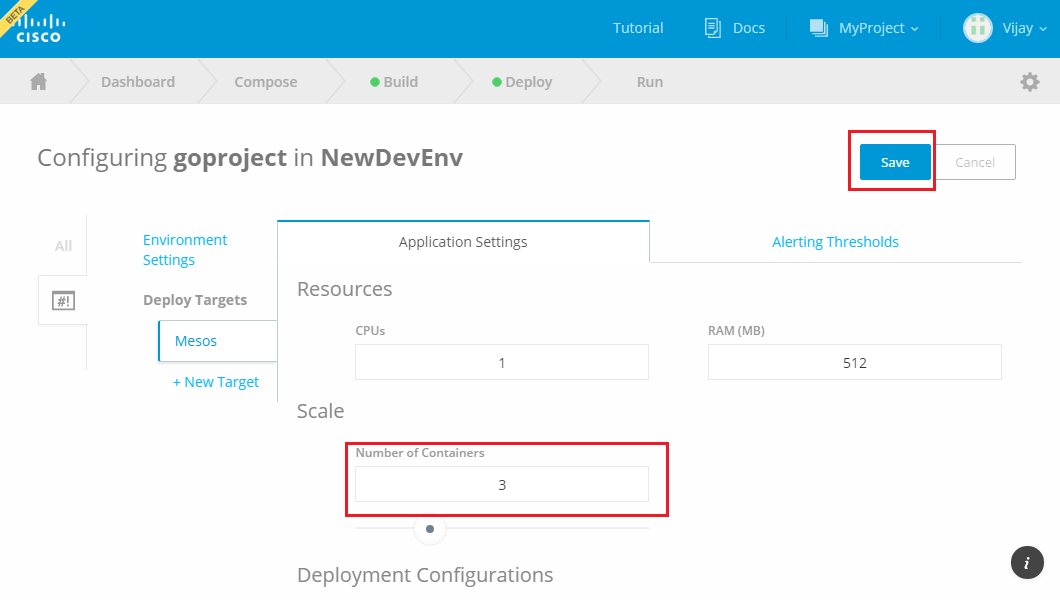 BETA
CISCO
Tutorial Docs MyProject Vijay
Dashboard Compose Build Deploy Run
Configuring goproject in NewDevEnv
Save Cancel
All
#!
Environment
Settings
Deploy Targets
Mesos
+ New Target
Application Settings Alerting Thresholds
Resources
CPUs RAM (MB)
1 512
Scale
Number of Containers
3
Deployment Configurations
i